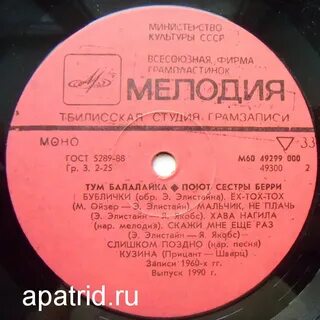 МИНИСТЕРСТВО
КУЛЬТУРЫ СССР
ВСЕСОЮЗНАЯ ФИРМА
ГРАМПЛАСТИНОК
МЕЛОДИЯ
ТБИЛИССКАЯ СТУДИЯ ГРАМЗАПИСИ
МОНО
33
ГОСТ 5289-88
М60 49299 000
Гр. 3. 2-25
49300 2
ТУМ БАЛАЛАЙКА ◆ ПОЮТ СЕСТРЫ БЕРРИ
БУБЛИЧКИ (обр. Э. Элистайн). ЕХ-ТОХ-ТОХ
(М. Ойзер — Э. Элистайн). МАЛЬЧИК, НЕ ПЛАЧЬ
(Э. Элистайн — Я. Якобс). ХАВА НАГИЛА
(нар. мелодия). СКАЖИ МНЕ ЕЩЕ РАЗ
(Э. Элистайн — Я. Якобс)
СЛИШКОМ ПОЗДНО (нар. песня)
КУЗИНА (Прицант — Шварц)
Записи 1960-х гг.
Выпуск 1990 г.
apatrid.ru